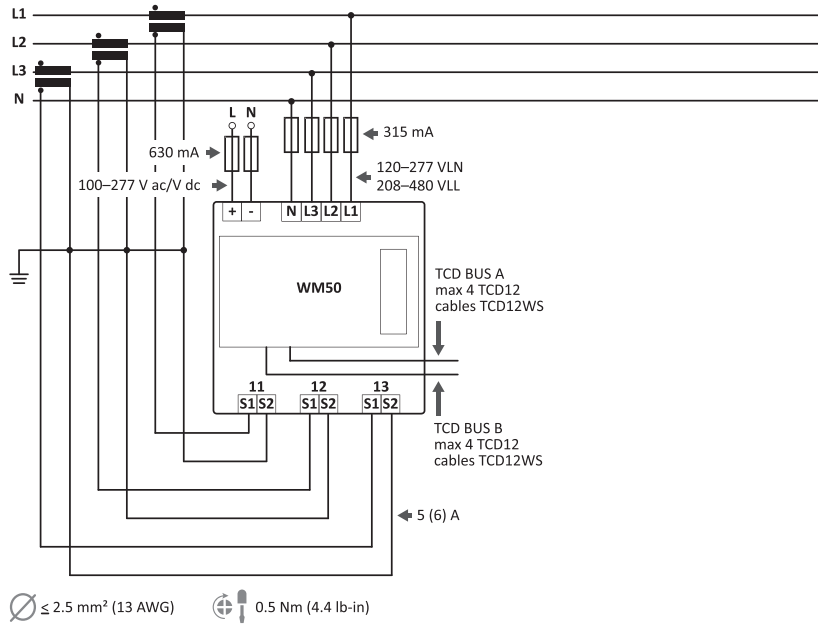 L1
L2
L3
N
L N
630 mA
315 mA
120–277 VLN
208–480 VLL
100–277 V ac/V dc
+ - N L3 L2 L1
WM50
TCD BUS A
max 4 TCD12
cables TCD12WS
11 12 13
S1 S2 S1 S2 S1 S2
TCD BUS B
max 4 TCD12
cables TCD12WS
5 (6) A
≤ 2.5 mm² (13 AWG) 0.5 Nm (4.4 lb-in)